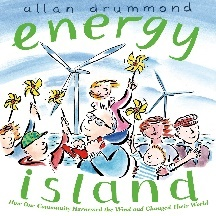 allan drummond
energy
island
How One Community Harnessed the Wind and Changed Their World